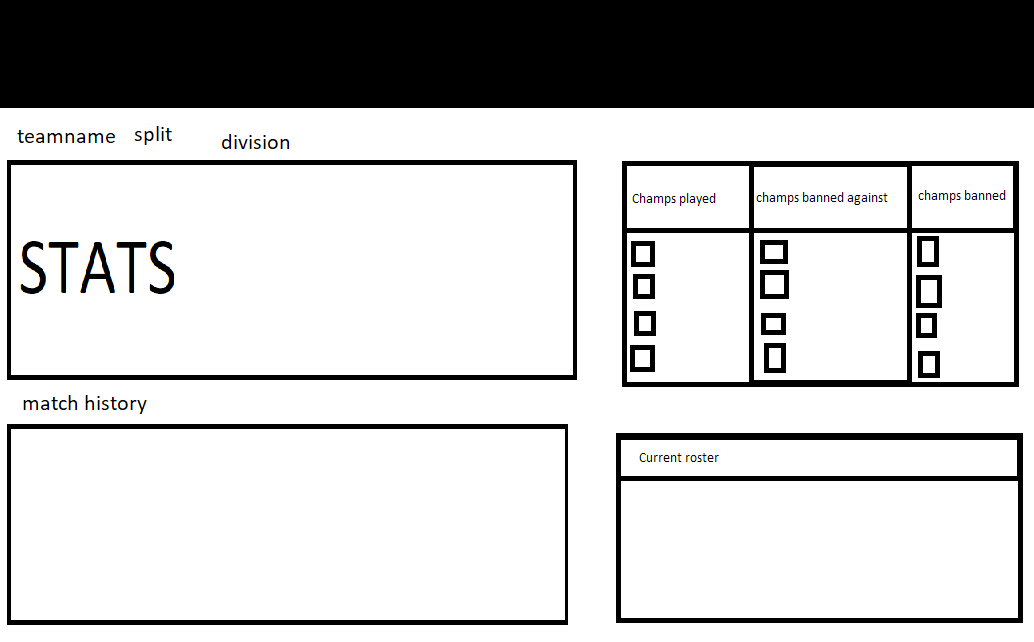 teamname split division
STATS
Champs played champs banned against champs banned
match history
Current roster